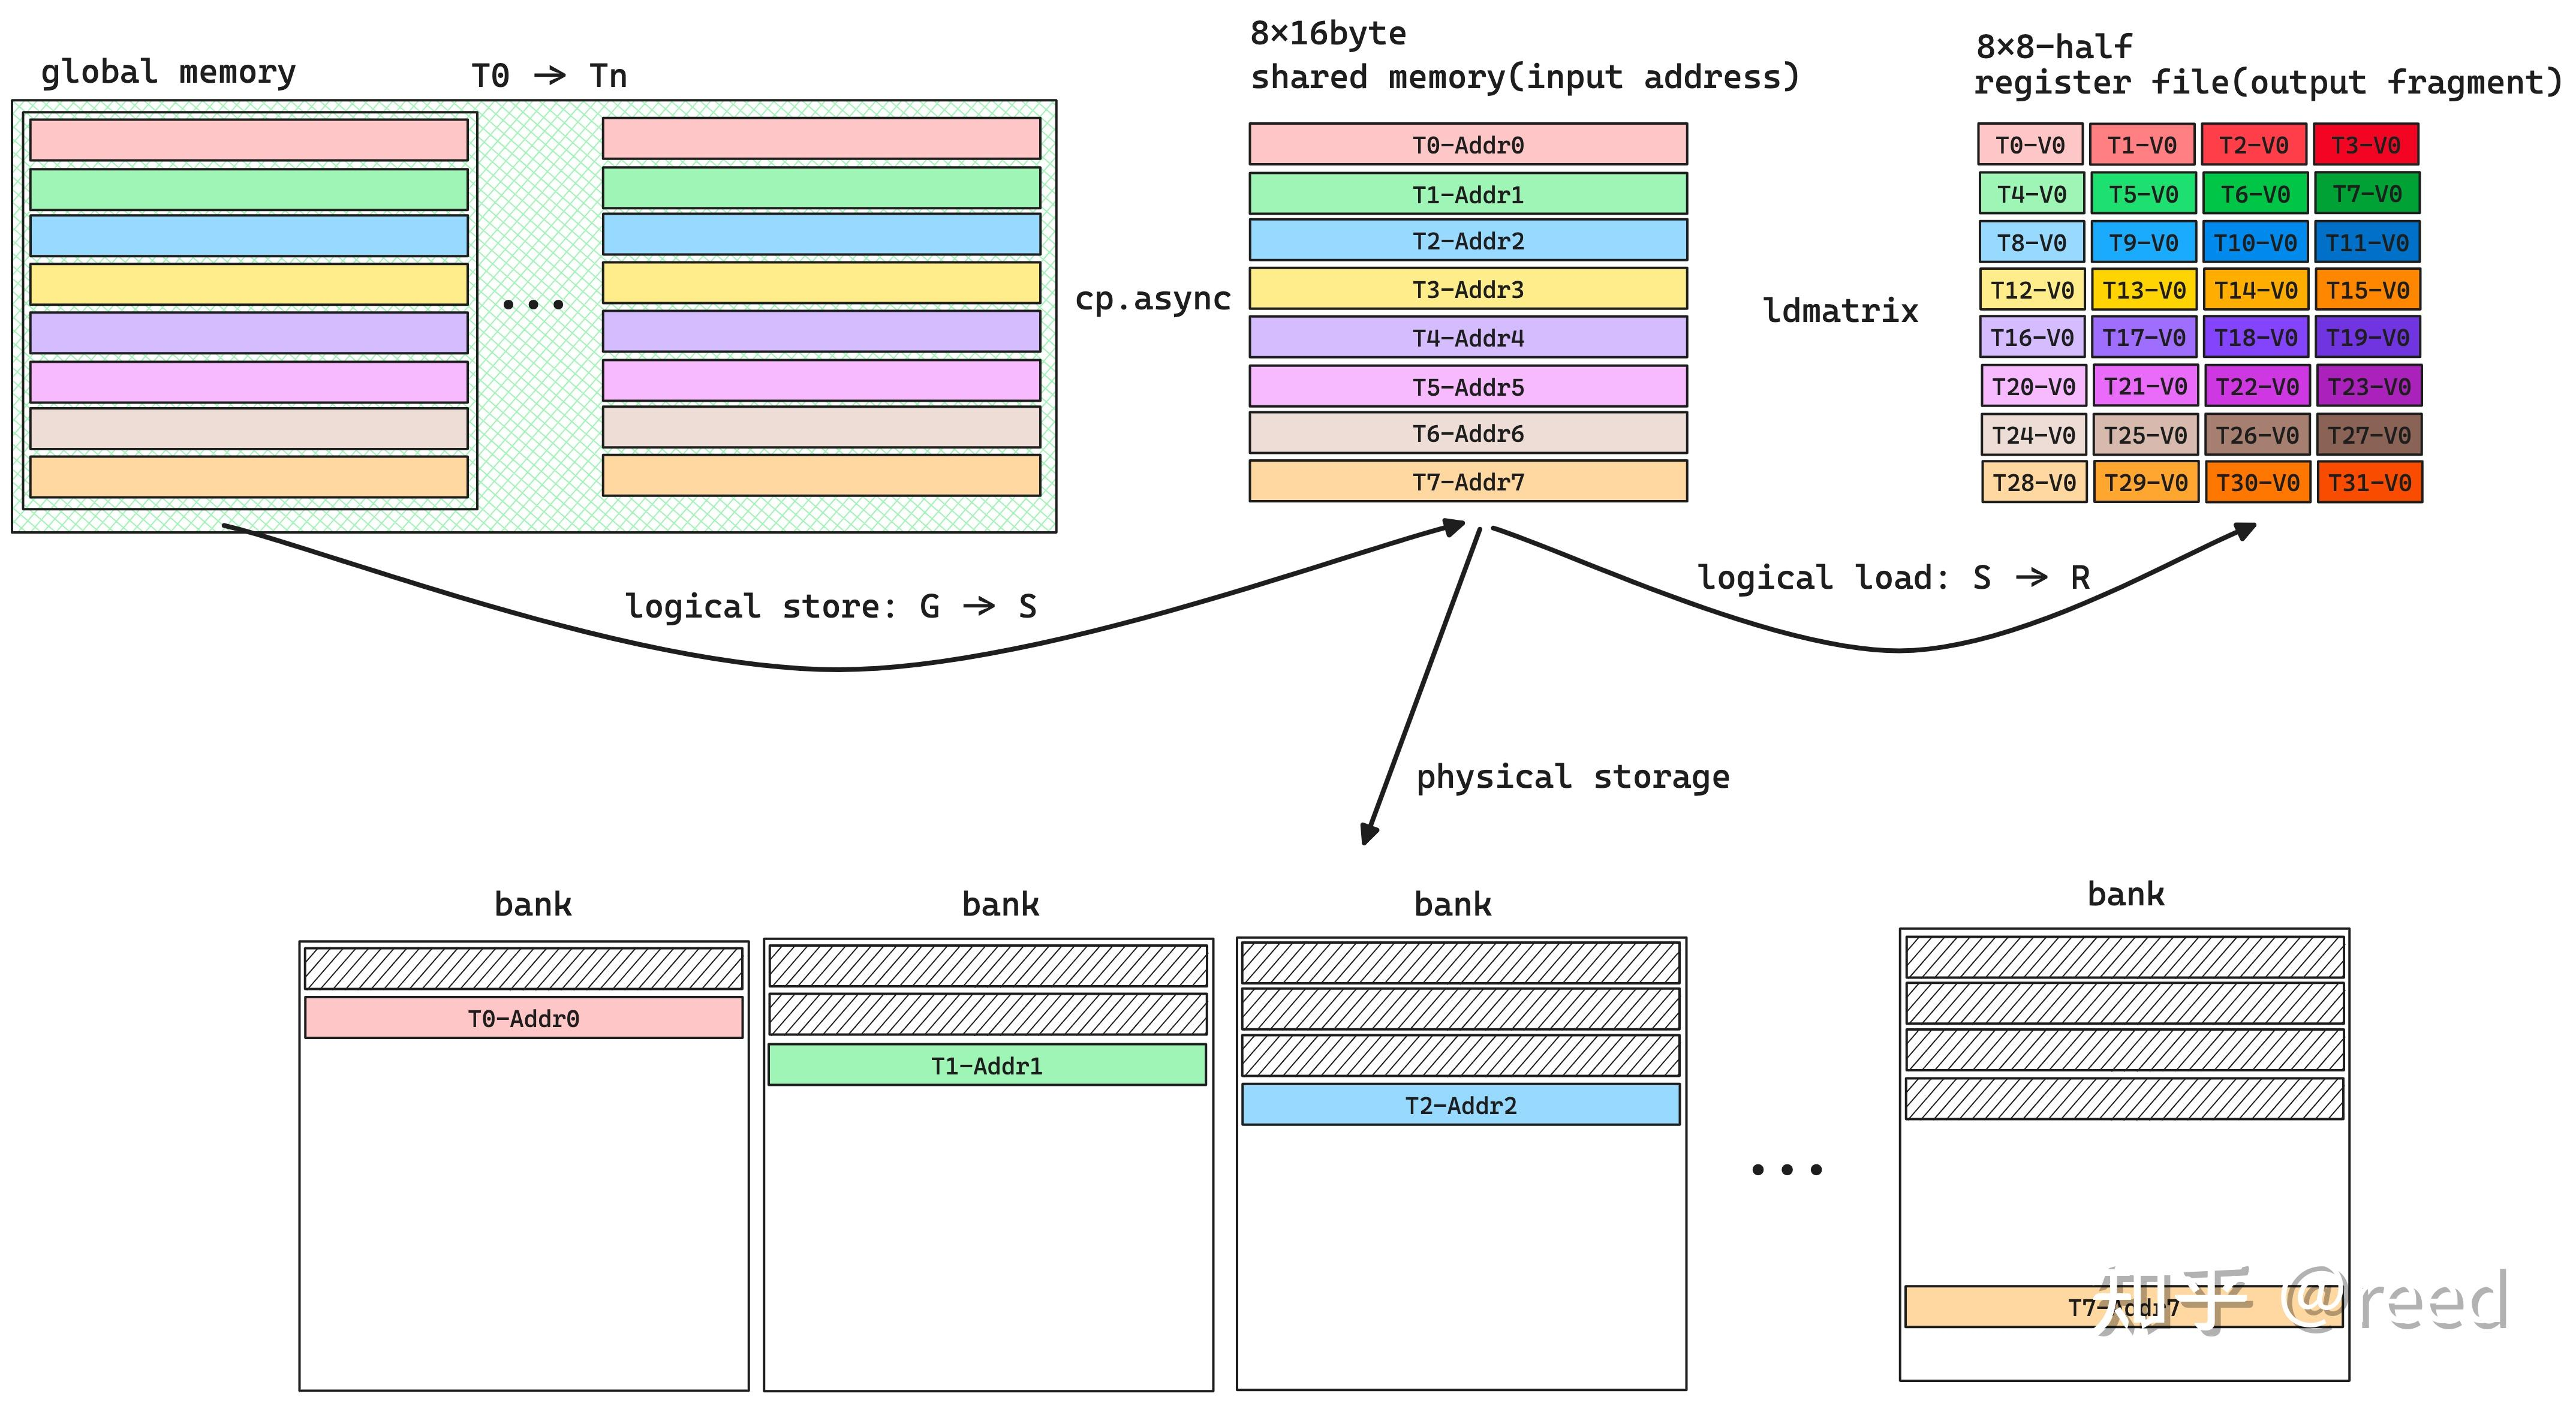 global memory
T0 → Tn
8×16byte
shared memory(input address)
8×8-half
register file(output fragment)
T0-Addr0
T1-Addr1
T2-Addr2
T3-Addr3
T4-Addr4
T5-Addr5
T6-Addr6
T7-Addr7
cp.async
ldmatrix
T0-V0 T1-V0 T2-V0 T3-V0
T4-V0 T5-V0 T6-V0 T7-V0
T8-V0 T9-V0 T10-V0 T11-V0
T12-V0 T13-V0 T14-V0 T15-V0
T16-V0 T17-V0 T18-V0 T19-V0
T20-V0 T21-V0 T22-V0 T23-V0
T24-V0 T25-V0 T26-V0 T27-V0
T28-V0 T29-V0 T30-V0 T31-V0
logical store: G → S
logical load: S → R
physical storage
bank
bank
bank
bank
T0-Addr0
T1-Addr1
T2-Addr2
T7-Addr7
知乎 @reed